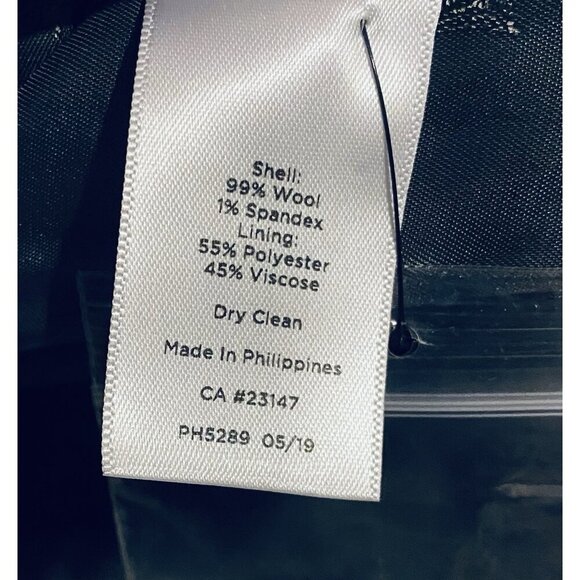 Shell:
99% Wool
1% Spandex
Lining:
55% Polyester
45% Viscose
Dry Clean
Made In Philippines
CA #23147
PH5289 05/19